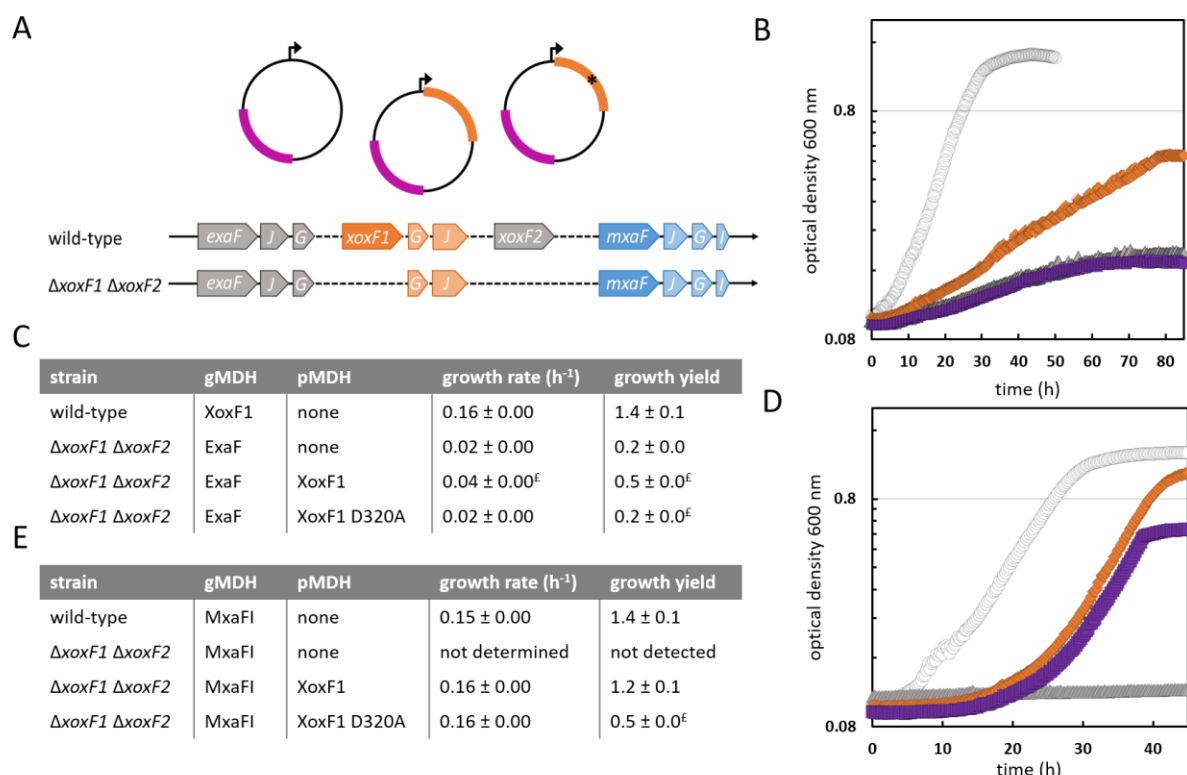 A
*
wild-type
exaF J G xoxF1 G J xoxF2 mxaF J G I
ΔxoxF1 ΔxoxF2
exaF J G G J mxaF J G I
B
optical density 600 nm
0.8
0.08
0 10 20 30 40 50 60 70 80
time (h)
C
strain gMDH pMDH growth rate (h⁻¹) growth yield
wild-type XoxF1 none 0.16 ± 0.00 1.4 ± 0.1
ΔxoxF1 ΔxoxF2 ExaF none 0.02 ± 0.00 0.2 ± 0.0
ΔxoxF1 ΔxoxF2 ExaF XoxF1 0.04 ± 0.00£ 0.5 ± 0.0£
ΔxoxF1 ΔxoxF2 ExaF XoxF1 D320A 0.02 ± 0.00 0.2 ± 0.0£
D
optical density 600 nm
0.8
0.08
0 10 20 30 40
time (h)
E
strain gMDH pMDH growth rate (h⁻¹) growth yield
wild-type MxaFI none 0.15 ± 0.00 1.4 ± 0.1
ΔxoxF1 ΔxoxF2 MxaFI none not determined not detected
ΔxoxF1 ΔxoxF2 MxaFI XoxF1 0.16 ± 0.00 1.2 ± 0.1
ΔxoxF1 ΔxoxF2 MxaFI XoxF1 D320A 0.16 ± 0.00 0.5 ± 0.0£